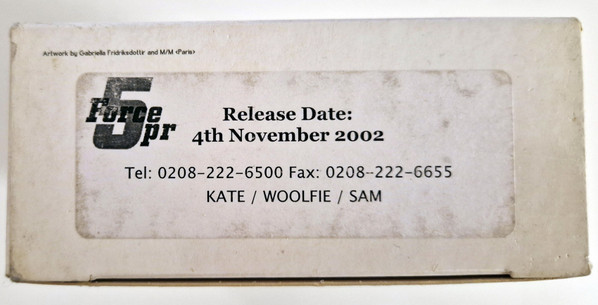 Artwork by Gabriella Fridriksdottir and M/M <Paris>
Force
5
pr
Release Date:
4th November 2002
Tel: 0208-222-6500 Fax: 0208-222-6655
KATE / WOOLFIE / SAM